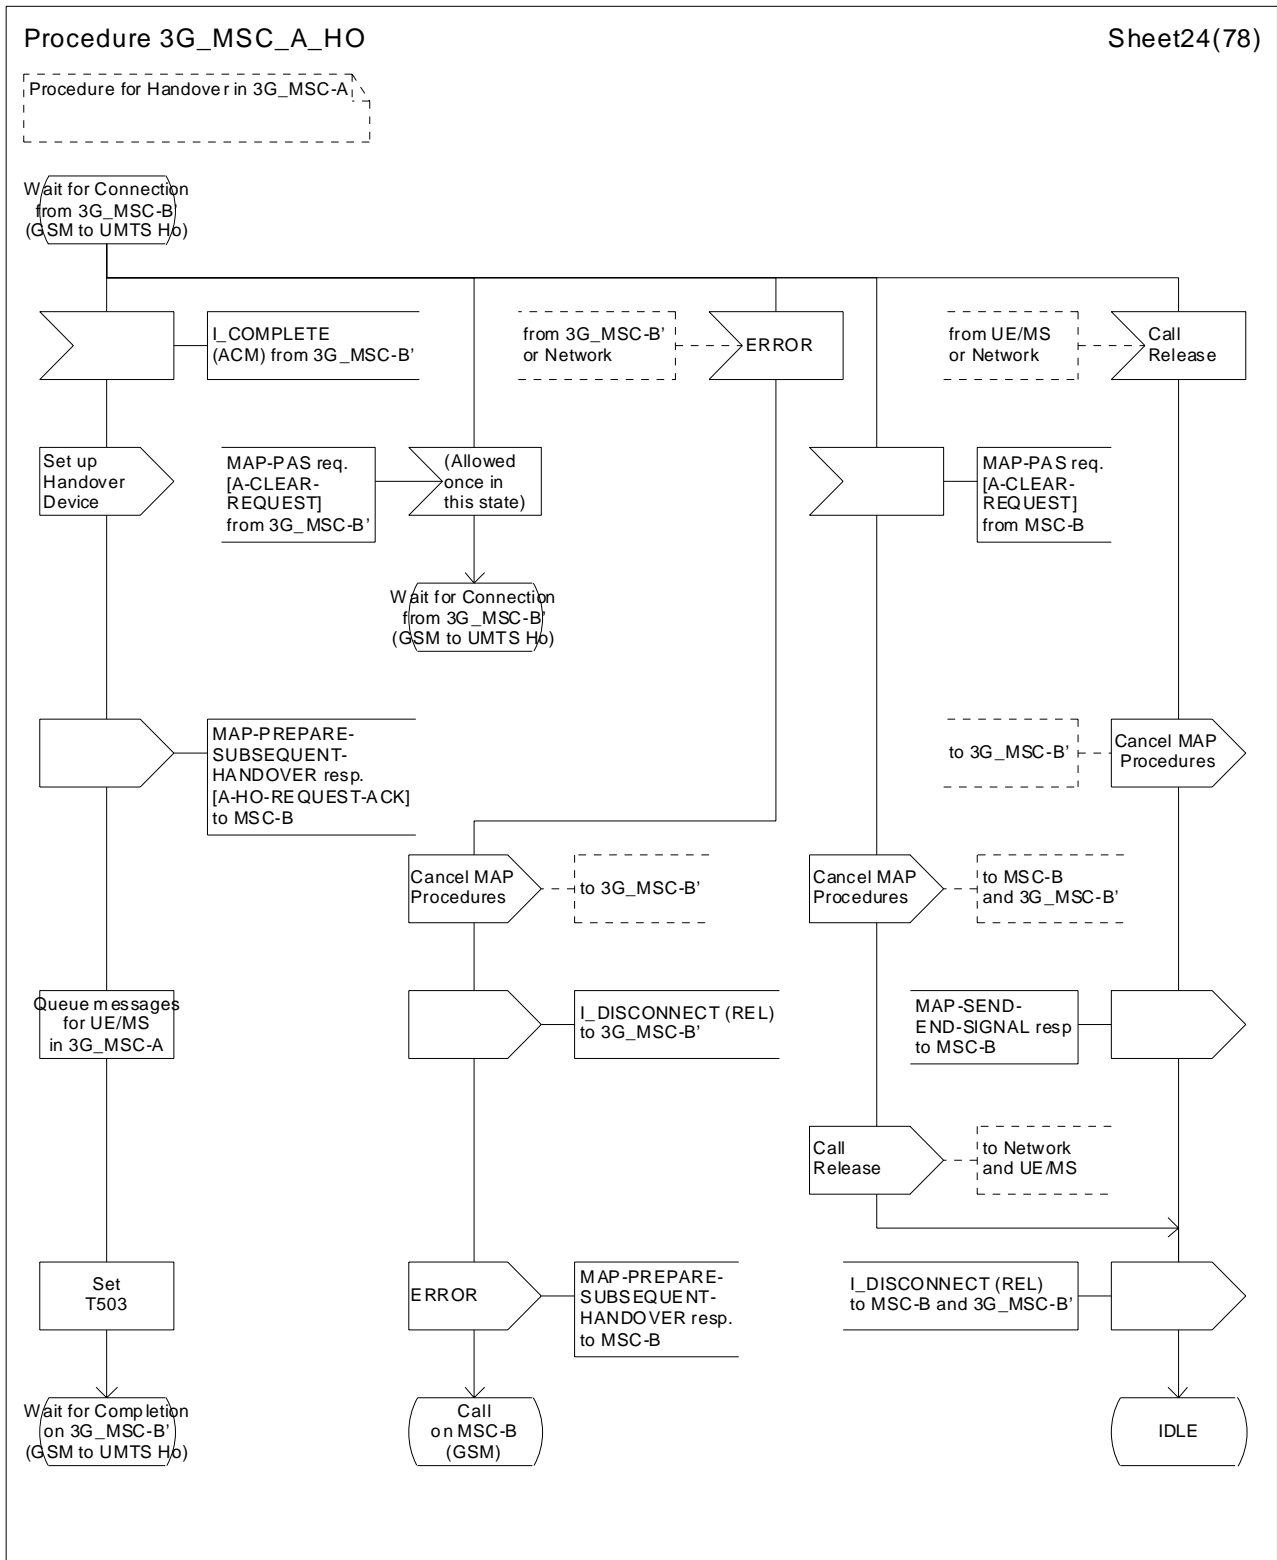 Procedure 3G_MSC_A_HO
Sheet24(78)
Procedure for Handover in 3G_MSC-A
Wait for Connection
from 3G_MSC-B'
(GSM to UMTS Ho)
I_COMPLETE
(ACM) from 3G_MSC-B'
from 3G_MSC-B'
or Network
ERROR
from UE/MS
or Network
Call
Release
Set up
Handover
Device
MAP-PAS req.
[A-CLEAR-
REQUEST]
from 3G_MSC-B'
(Allowed
once in
this state)
MAP-PAS req.
[A-CLEAR-
REQUEST]
from MSC-B
Wait for Connection
from 3G_MSC-B'
(GSM to UMTS Ho)
MAP-PREPARE-
SUBSEQUENT-
HANDOVER resp.
[A-HO-REQUEST-ACK]
to MSC-B
to 3G_MSC-B'
Cancel MAP
Procedures
Cancel MAP
Procedures
to 3G_MSC-B'
Cancel MAP
Procedures
to MSC-B
and 3G_MSC-B'
Queue messages
for UE/MS
in 3G_MSC-A
I_DISCONNECT (REL)
to 3G_MSC-B'
MAP-SEND-
END-SIGNAL resp
to MSC-B
Call
Release
to Network
and UE/MS
Set
T503
ERROR
MAP-PREPARE-
SUBSEQUENT-
HANDOVER resp.
to MSC-B
I_DISCONNECT (REL)
to MSC-B and 3G_MSC-B'
Wait for Completion
on 3G_MSC-B'
(GSM to UMTS Ho)
Call
on MSC-B
(GSM)
IDLE